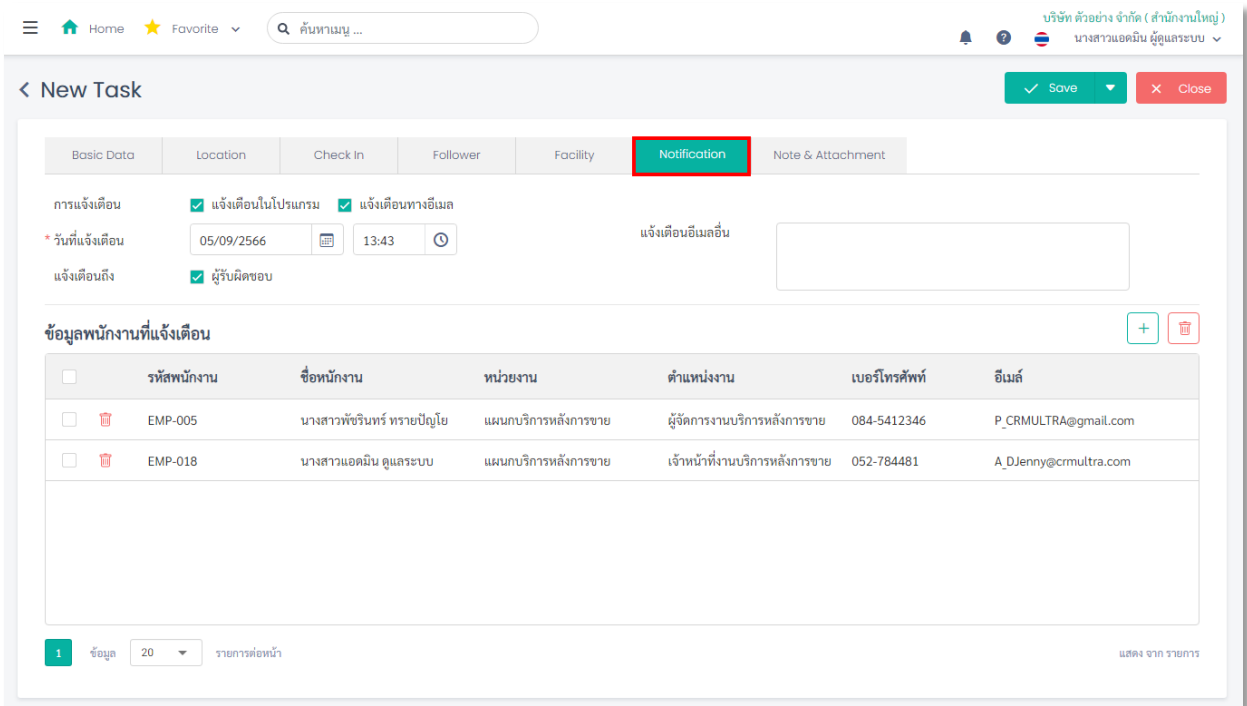 บริษัท ตัวอย่าง จำกัด ( สำนักงานใหญ่ )
Home Favorite ค้นหาเมนู ... นางสาวแอดมิน ผู้ดูแลระบบ
New Task Save Close
Basic Data Location Check In Follower Facility Notification Note & Attachment
การแจ้งเตือน แจ้งเตือนในโปรแกรม แจ้งเตือนทางอีเมล
* วันที่แจ้งเตือน 05/09/2566 13:43 แจ้งเตือนอีเมลอื่น
แจ้งเตือนถึง ผู้รับผิดชอบ
ข้อมูลพนักงานที่แจ้งเตือน
รหัสพนักงาน ชื่อพนักงาน หน่วยงาน ตำแหน่งงาน เบอร์โทรศัพท์ อีเมล์
EMP-005 นางสาวพัชรินทร์ ทรายปัญโย แผนกบริการหลังการขาย ผู้จัดการงานบริการหลังการขาย 084-5412346 P_CRMULTRA@gmail.com
EMP-018 นางสาวแอดมิน ดูแลระบบ แผนกบริการหลังการขาย เจ้าหน้าที่งานบริการหลังการขาย 052-784481 A_DJenny@crmultra.com
1 ข้อมูล 20 รายการต่อหน้า แสดง จาก รายการ